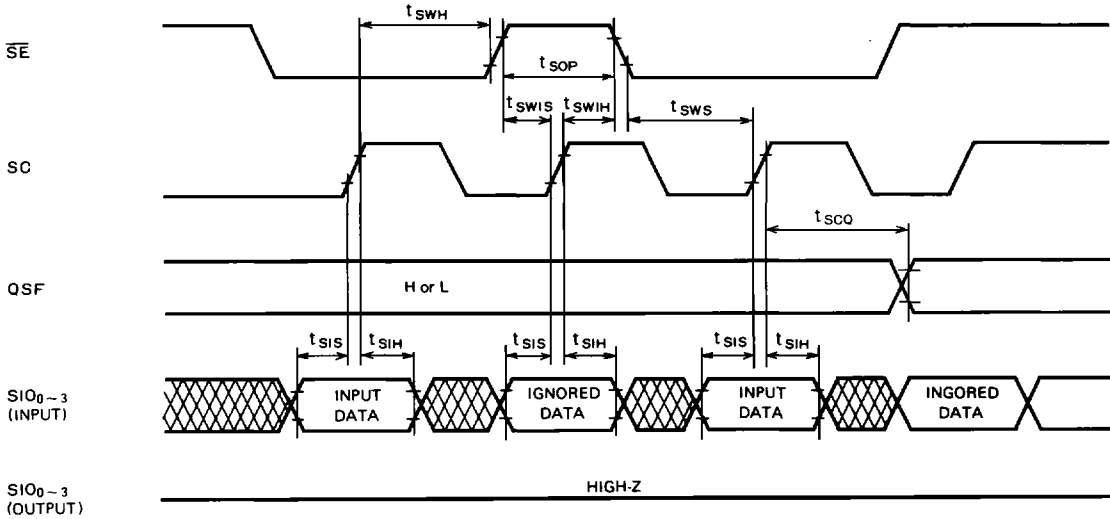 tSWH
SE
tSOP
tSWIS tSWIH tSWS
SC
tSCQ
QSF
H or L
tSIS tSIH tSIS tSIH tSIS tSIH
SIO0~3
(INPUT)
INPUT
DATA
IGNORED
DATA
INPUT
DATA
INGORED
DATA
SIO0~3
(OUTPUT)
HIGH-Z